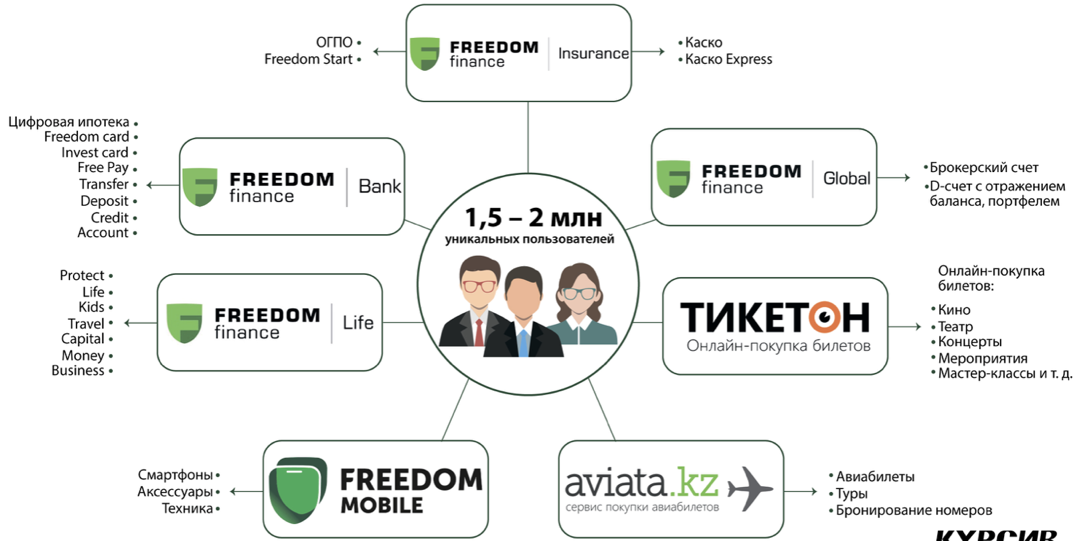 ОГПО •
Freedom Start •
FREEDOM
finance
Insurance
• Каско
• Каско Express
Цифровая ипотека •
Freedom card •
Invest card •
Free Pay •
Transfer •
Deposit •
Credit •
Account •
FREEDOM
finance
Bank
FREEDOM
finance
Global
• Брокерский счет
• D-счет с отражением
баланса, портфелем
1,5 – 2 млн
уникальных пользователей
Protect •
Life •
Kids •
Travel •
Capital •
Money •
Business •
FREEDOM
finance
Life
ТИКЕТОН
Онлайн-покупка билетов
Онлайн-покупка
билетов:
• Кино
• Театр
• Концерты
• Мероприятия
• Мастер-классы и т. д.
Смартфоны •
Аксессуары •
Техника •
FREEDOM
MOBILE
aviata.kz
сервис покупки авиабилетов
• Авиабилеты
• Туры
• Бронирование номеров
КУРСИВ